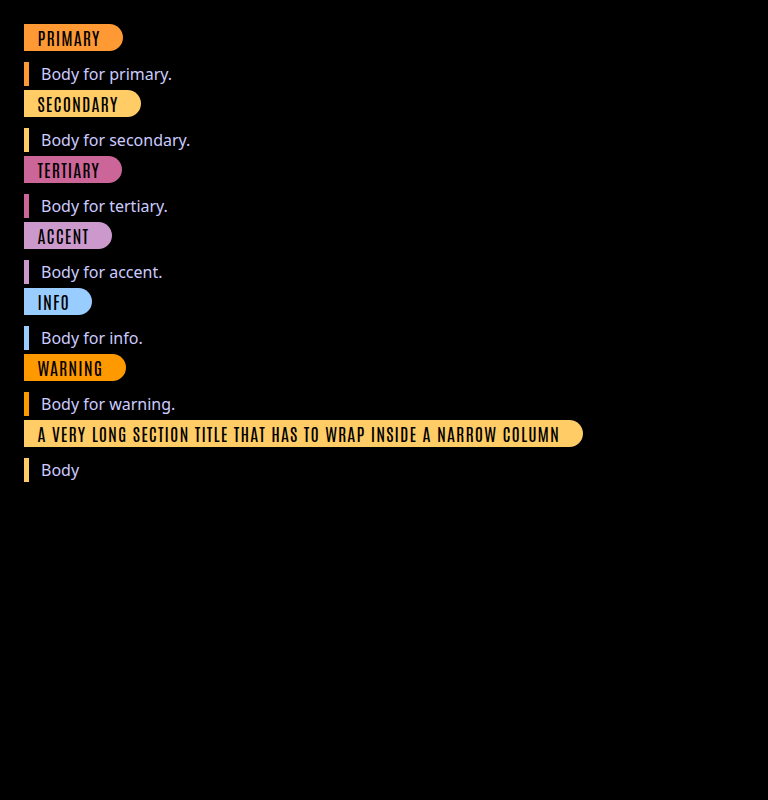 PRIMARY
Body for primary.
SECONDARY
Body for secondary.
TERTIARY
Body for tertiary.
ACCENT
Body for accent.
INFO
Body for info.
WARNING
Body for warning.
A VERY LONG SECTION TITLE THAT HAS TO WRAP INSIDE A NARROW COLUMN
Body